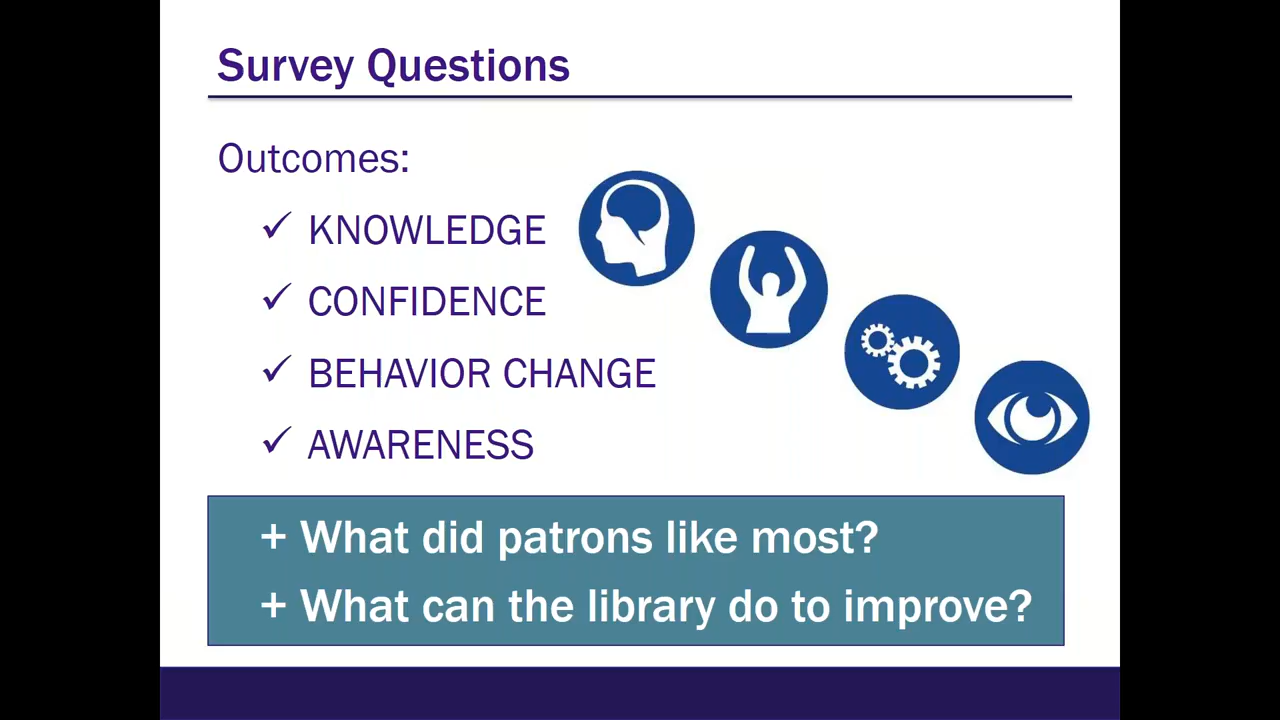 Survey Questions
Outcomes:
✓ KNOWLEDGE
✓ CONFIDENCE
✓ BEHAVIOR CHANGE
✓ AWARENESS
+ What did patrons like most?
+ What can the library do to improve?